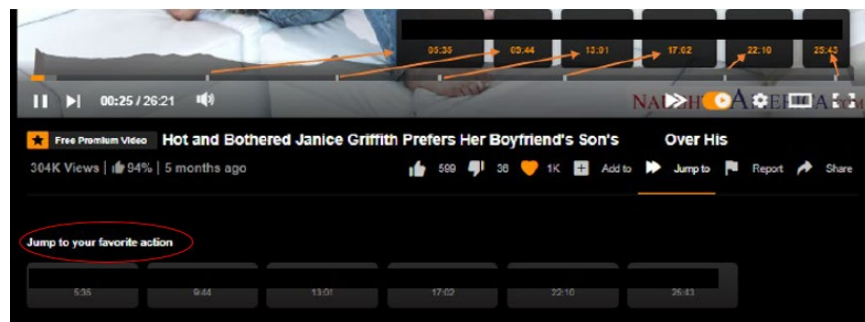 05:35 09:44 13:01 17:02 22:10 25:43
00:25 / 26:21
Free Premium Video Hot and Bothered Janice Griffith Prefers Her Boyfriend's Son's Over His
304K Views | 94% | 5 months ago 599 38 1K Add to Jump to Report Share
Jump to your favorite action
5:35 9:44 13:01 17:02 22:10 25:43